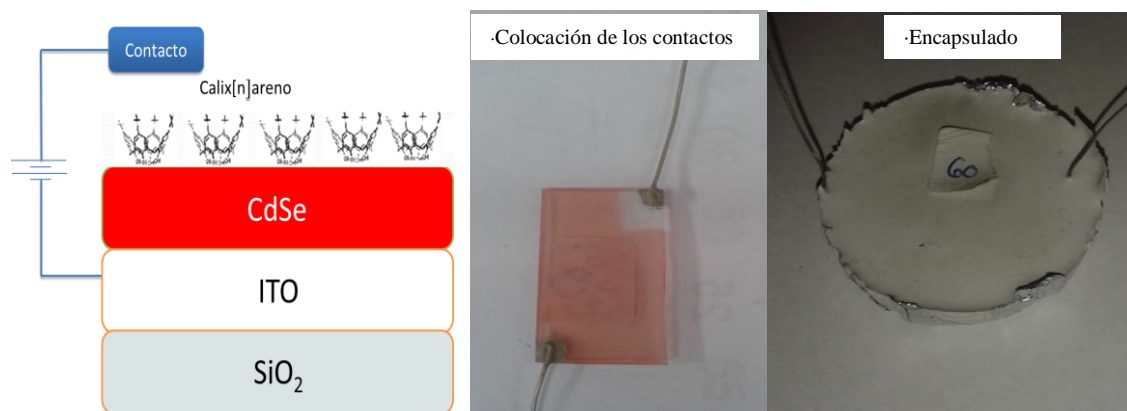 Contacto
Calix[n]areno
CdSe
ITO
SiO₂
·Colocación de los contactos
·Encapsulado
60